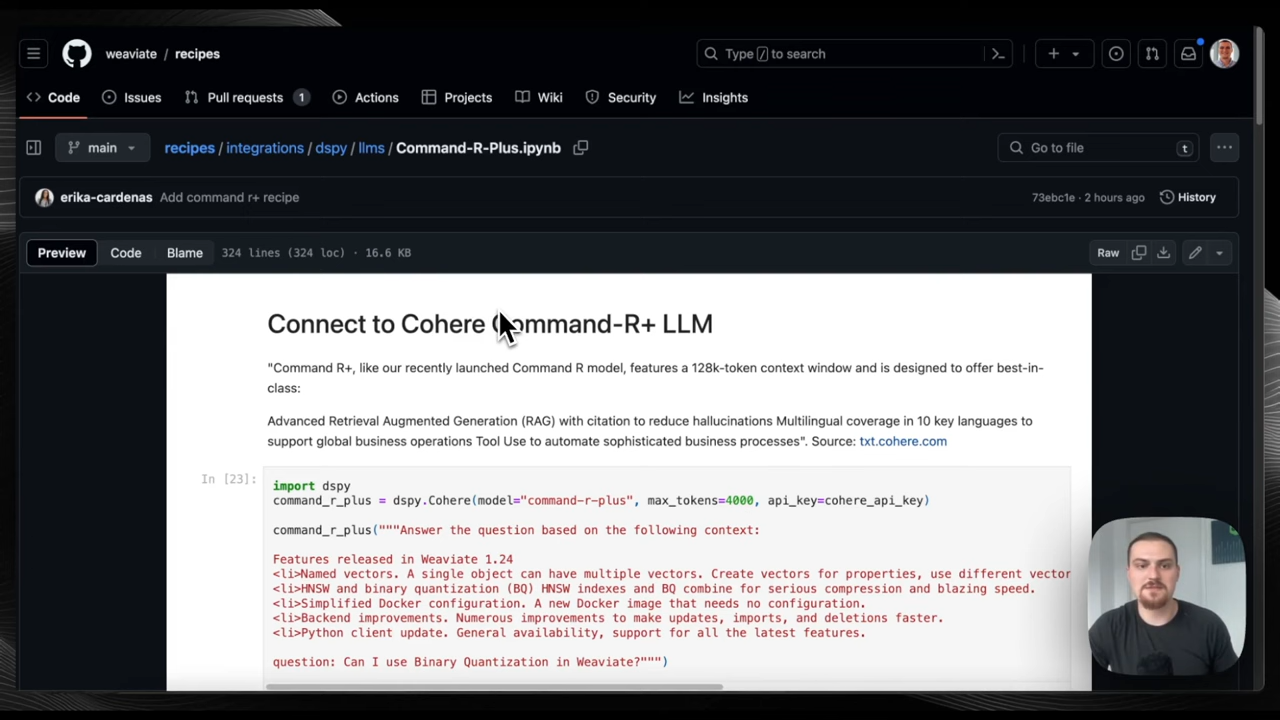 weaviate / recipes
Type / to search
Code
Issues
Pull requests 1
Actions
Projects
Wiki
Security
Insights
main
recipes / integrations / dspy / llms / Command-R-Plus.ipynb
Go to file
t
erika-cardenas Add command r+ recipe
73ebc1e · 2 hours ago
History
Preview
Code
Blame
324 lines (324 loc) · 16.6 KB
Raw
Connect to Cohere Command-R+ LLM
"Command R+, like our recently launched Command R model, features a 128k-token context window and is designed to offer best-in-
class:
Advanced Retrieval Augmented Generation (RAG) with citation to reduce hallucinations Multilingual coverage in 10 key languages to
support global business operations Tool Use to automate sophisticated business processes". Source: txt.cohere.com
In [23]:
import dspy
command_r_plus = dspy.Cohere(model="command-r-plus", max_tokens=4000, api_key=cohere_api_key)
command_r_plus("""Answer the question based on the following context:
Features released in Weaviate 1.24
<li>Named vectors. A single object can have multiple vectors. Create vectors for properties, use different vector
<li>HNSW and binary quantization (BQ) HNSW indexes and BQ combine for serious compression and blazing speed.
<li>Simplified Docker configuration. A new Docker image that needs no configuration.
<li>Backend improvements. Numerous improvements to make updates, imports, and deletions faster.
<li>Python client update. General availability, support for all the latest features.
question: Can I use Binary Quantization in Weaviate?""")